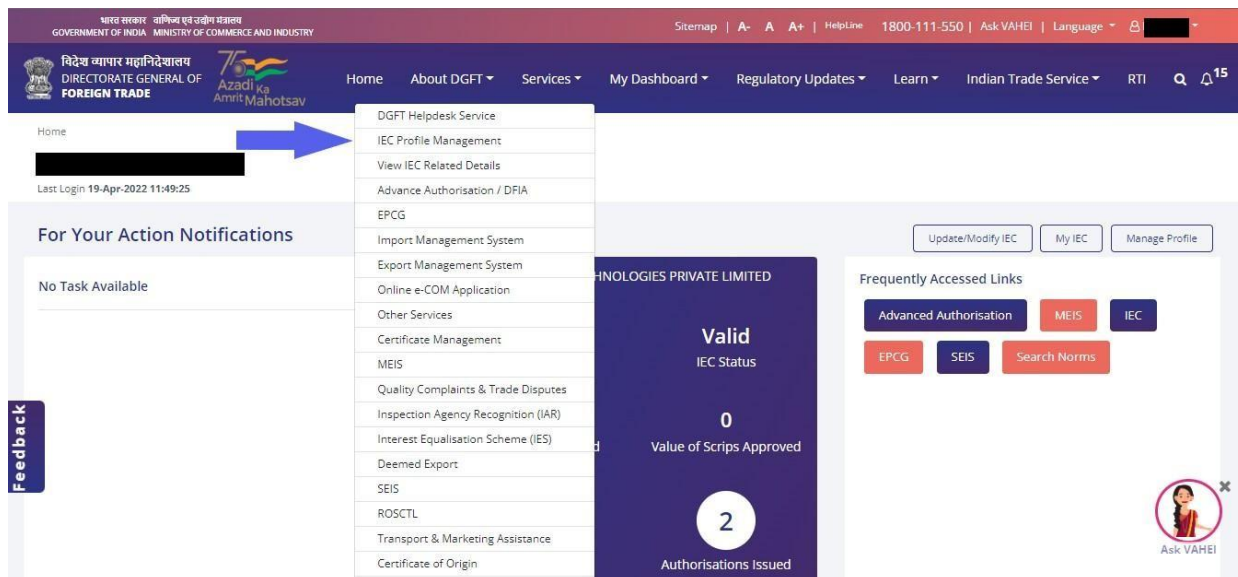 भारत सरकार वाणिज्य एवं उद्योग मंत्रालय
GOVERNMENT OF INDIA MINISTRY OF COMMERCE AND INDUSTRY
Sitemap | A- A A+ | HelpLine 1800-111-550 | Ask VAHEI | Language
विदेश व्यापार महानिदेशालय
DIRECTORATE GENERAL OF
FOREIGN TRADE
75
Azadi Ka
Amrit Mahotsav
Home About DGFT Services My Dashboard Regulatory Updates Learn Indian Trade Service RTI 15
Home
Last Login 19-Apr-2022 11:49:25
DGFT Helpdesk Service
IEC Profile Management
View IEC Related Details
Advance Authorisation / DFIA
EPCG
Import Management System
Export Management System
Online e-COM Application
Other Services
Certificate Management
MEIS
Quality Complaints & Trade Disputes
Inspection Agency Recognition (IAR)
Interest Equalisation Scheme (IES)
Deemed Export
SEIS
ROSCTL
Transport & Marketing Assistance
Certificate of Origin
For Your Action Notifications
Update/Modify IEC My IEC Manage Profile
No Task Available
HNOLOGIES PRIVATE LIMITED
Valid
IEC Status
0
d Value of Scrips Approved
2
Authorisations Issued
Frequently Accessed Links
Advanced Authorisation MEIS IEC
EPCG SEIS Search Norms
Feedback
Ask VAHEI